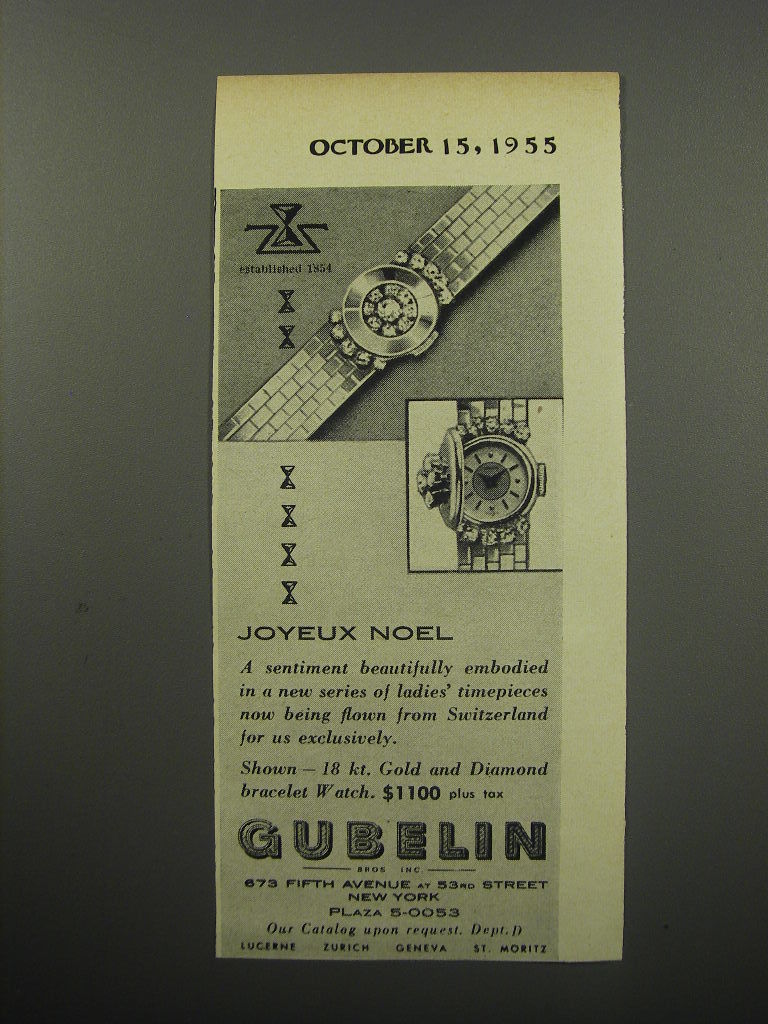 OCTOBER 15, 1955
established 1854
JOYEUX NOEL
A sentiment beautifully embodied
in a new series of ladies' timepieces
now being flown from Switzerland
for us exclusively.
Shown — 18 kt. Gold and Diamond
bracelet Watch. $1100 plus tax
GUBELIN
BROS INC.
673 FIFTH AVENUE AT 53RD STREET
NEW YORK
PLAZA 5-0053
Our Catalog upon request. Dept. D
LUCERNE ZURICH GENEVA ST. MORITZ